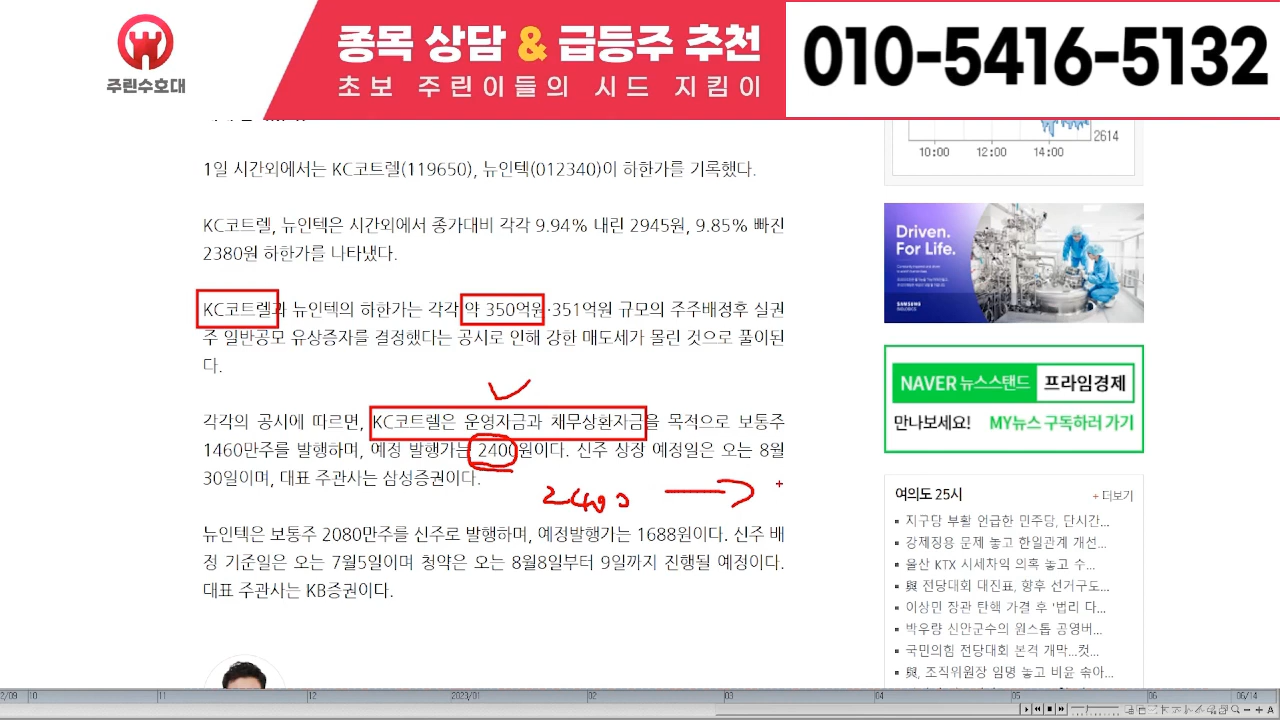 주린수호대
종목 상담 & 급등주 추천
초보 주린이들의 시드 지킴이
010-5416-5132
1일 시간외에서는 KC코트렐(119650), 뉴인텍(012340)이 하한가를 기록했다.
KC코트렐, 뉴인텍은 시간외에서 종가대비 각각 9.94% 내린 2945원, 9.85% 빠진
2380원 하한가를 나타냈다.
KC코트렐과 뉴인텍의 하한가는 각각 약 350억원·351억원 규모의 주주배정후 실권
주 일반공모 유상증자를 결정했다는 공시로 인해 강한 매도세가 몰린 것으로 풀이된
다.
각각의 공시에 따르면, KC코트렐은 운영자금과 채무상환자금을 목적으로 보통주
1460만주를 발행하며, 예정 발행가는 2400원이다. 신주 상장 예정일은 오는 8월
30일이며, 대표 주관사는 삼성증권이다.
2400
뉴인텍은 보통주 2080만주를 신주로 발행하며, 예정발행가는 1688원이다. 신주 배
정 기준일은 오는 7월5일이며 청약은 오는 8월8일부터 9일까지 진행될 예정이다.
대표 주관사는 KB증권이다.
2614
10:00 12:00 14:00
Driven.
For Life.
SAMSUNG
BIOLOGICS
NAVER 뉴스스탠드 프라임경제
만나보세요! MY뉴스 구독하러 가기
여의도 25시 + 더보기
지구당 부활 언급한 민주당, 단시간...
강제징용 문제 놓고 한일관계 개선...
울산 KTX 시세차익 의혹 놓고 수...
與 전당대회 대진표, 향후 선거구도...
이상민 장관 탄핵 가결 후 '법리 다...
박우량 신안군수의 원스톱 공영버...
국민의힘 전당대회 본격 개막...컷...
與, 조직위원장 임명 놓고 비윤 솎아...
2/09 10 11 12 2023/01 02 03 04 05 06 06/14